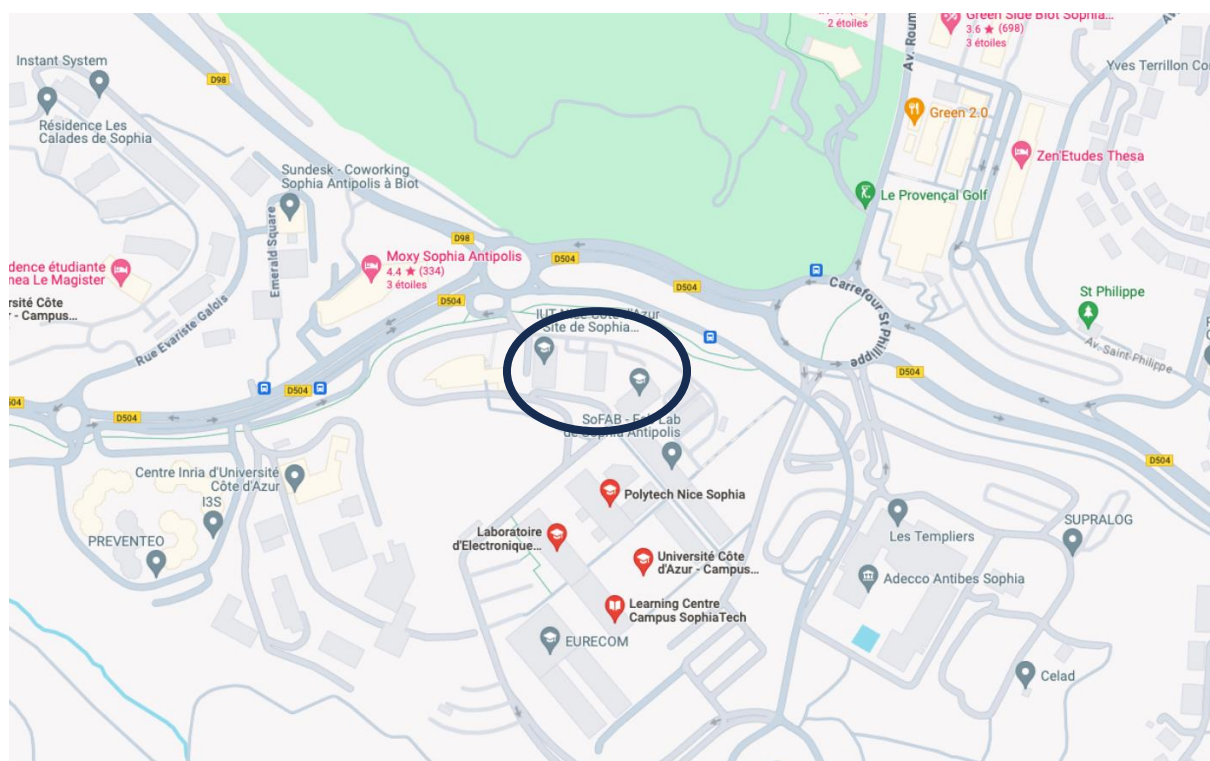 2 étoiles
Green Side Biot Sophia...
3.6 ★ (698)
3 étoiles
Av. Roum
Yves Terrillon Co
Instant System
D98
Résidence Les
Calades de Sophia
Green 2.0
Zen'Etudes Thesa
Sundesk - Coworking
Sophia Antipolis à Biot
Le Provençal Golf
Emerald Square
D98
Moxy Sophia Antipolis
4.4 ★ (334)
3 étoiles
D504
dence étudiante
nea Le Magister
rsité Côte
r - Campus...
D504
D504
Carrefour St Philippe
St Philippe
Av. Saint-Philippe
IUT Nice Côte d'Azur
Site de Sophia...
Rue Evariste Galois
D504
D504
504
D504
SoFAB - Fab Lab
de Sophia Antipolis
D504
Centre Inria d'Université
Côte d'Azur
I3S
PREVENTEO
Polytech Nice Sophia
Laboratoire
d'Electronique...
Université Côte
d'Azur - Campus...
Learning Centre
Campus SophiaTech
EURECOM
Les Templiers
SUPRALOG
Adecco Antibes Sophia
Celad